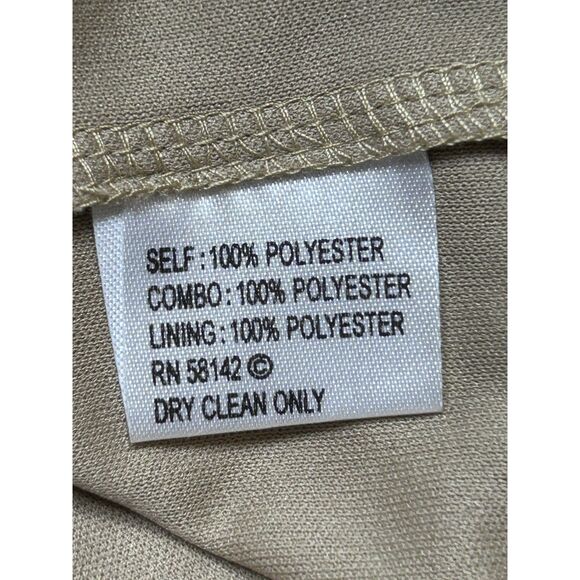 SELF : 100% POLYESTER
COMBO : 100% POLYESTER
LINING : 100% POLYESTER
RN 58142 ©
DRY CLEAN ONLY